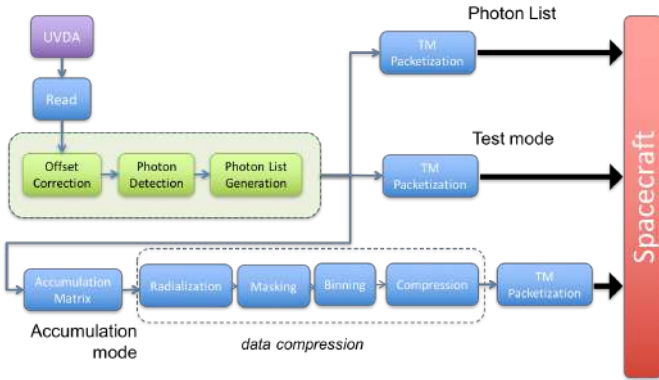 Photon List
UVDA
TM
Packetization
Read
Test mode
Offset
Correction
Photon
Detection
Photon List
Generation
TM
Packetization
Spacecraft
Accumulation
Matrix
Radialization
Masking
Binning
Compression
TM
Packetization
Accumulation
mode
data compression